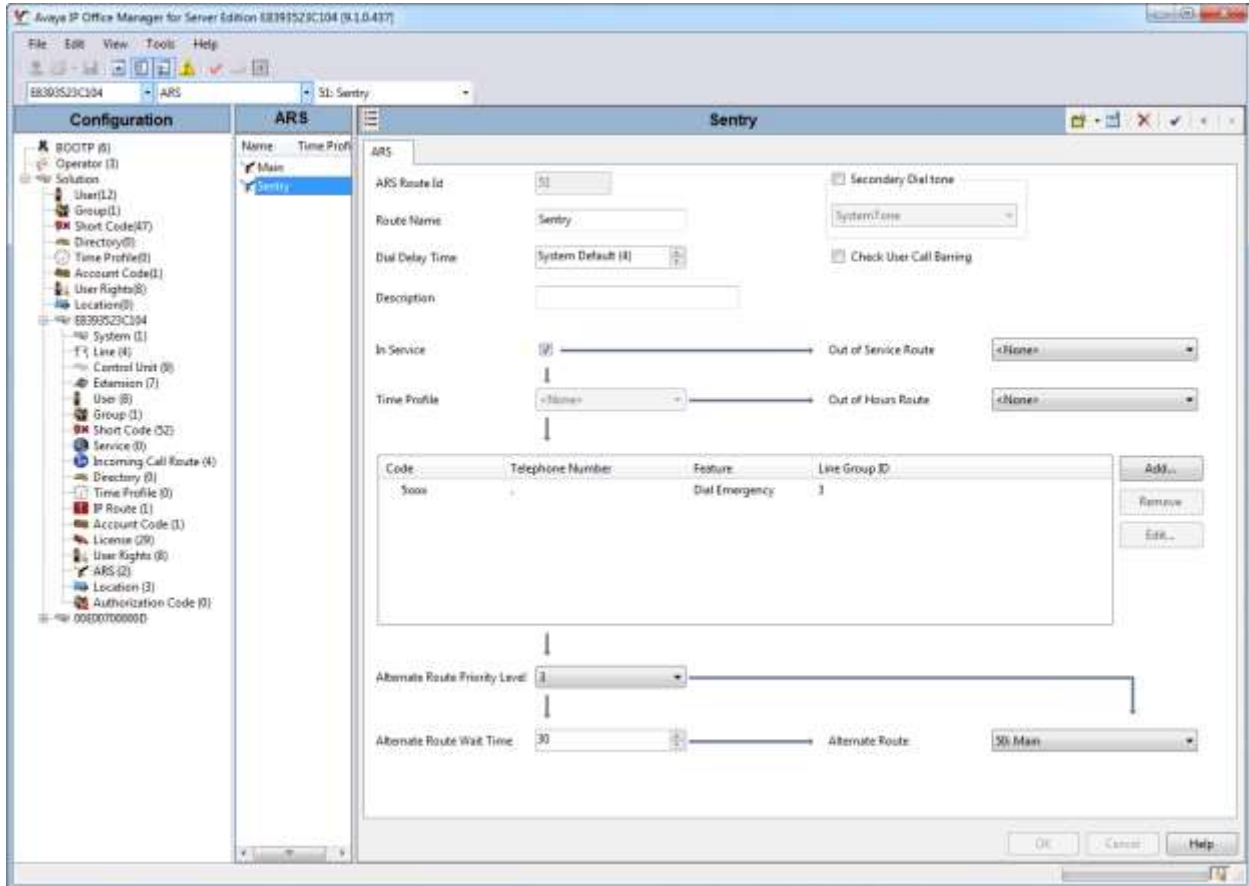 Avaya IP Office Manager for Server Edition E8393523C104 [9.1.0.437]
File Edit View Tools Help
E8393523C104 ARS 51: Sentry
Configuration ARS Sentry
BOOTP (6)
Operator (3)
Solution
User(12)
Group(1)
Short Code(47)
Directory(0)
Time Profile(0)
Account Code(1)
User Rights(8)
Location(0)
E8393523C104
System (1)
Line (4)
Control Unit (9)
Extension (7)
User (8)
Group (1)
Short Code (52)
Service (0)
Incoming Call Route (4)
Directory (0)
Time Profile (0)
IP Route (1)
Account Code (1)
License (29)
User Rights (8)
ARS (2)
Location (3)
Authorization Code (0)
00E00700000D
Name Time Profi
Main
Sentry
ARS
ARS Route Id 51 Secondary Dial tone
SystemTone
Route Name Sentry
Dial Delay Time System Default (4) Check User Call Barring
Description
In Service Out of Service Route <None>
Time Profile <None> Out of Hours Route <None>
Code Telephone Number Feature Line Group ID
5xxxx . Dial Emergency 3
Add...
Remove
Edit...
Alternate Route Priority Level 3
Alternate Route Wait Time 30 Alternate Route 50: Main
OK Cancel Help